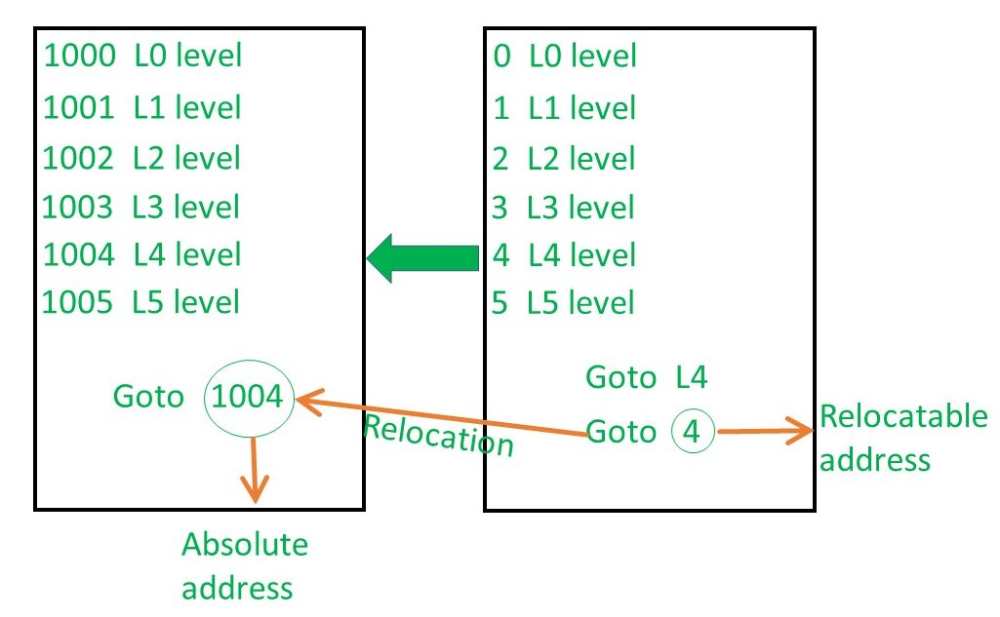 1000 L0 level
1001 L1 level
1002 L2 level
1003 L3 level
1004 L4 level
1005 L5 level
Goto 1004
Absolute
address
Relocation
0 L0 level
1 L1 level
2 L2 level
3 L3 level
4 L4 level
5 L5 level
Goto L4
Goto 4
Relocatable
address